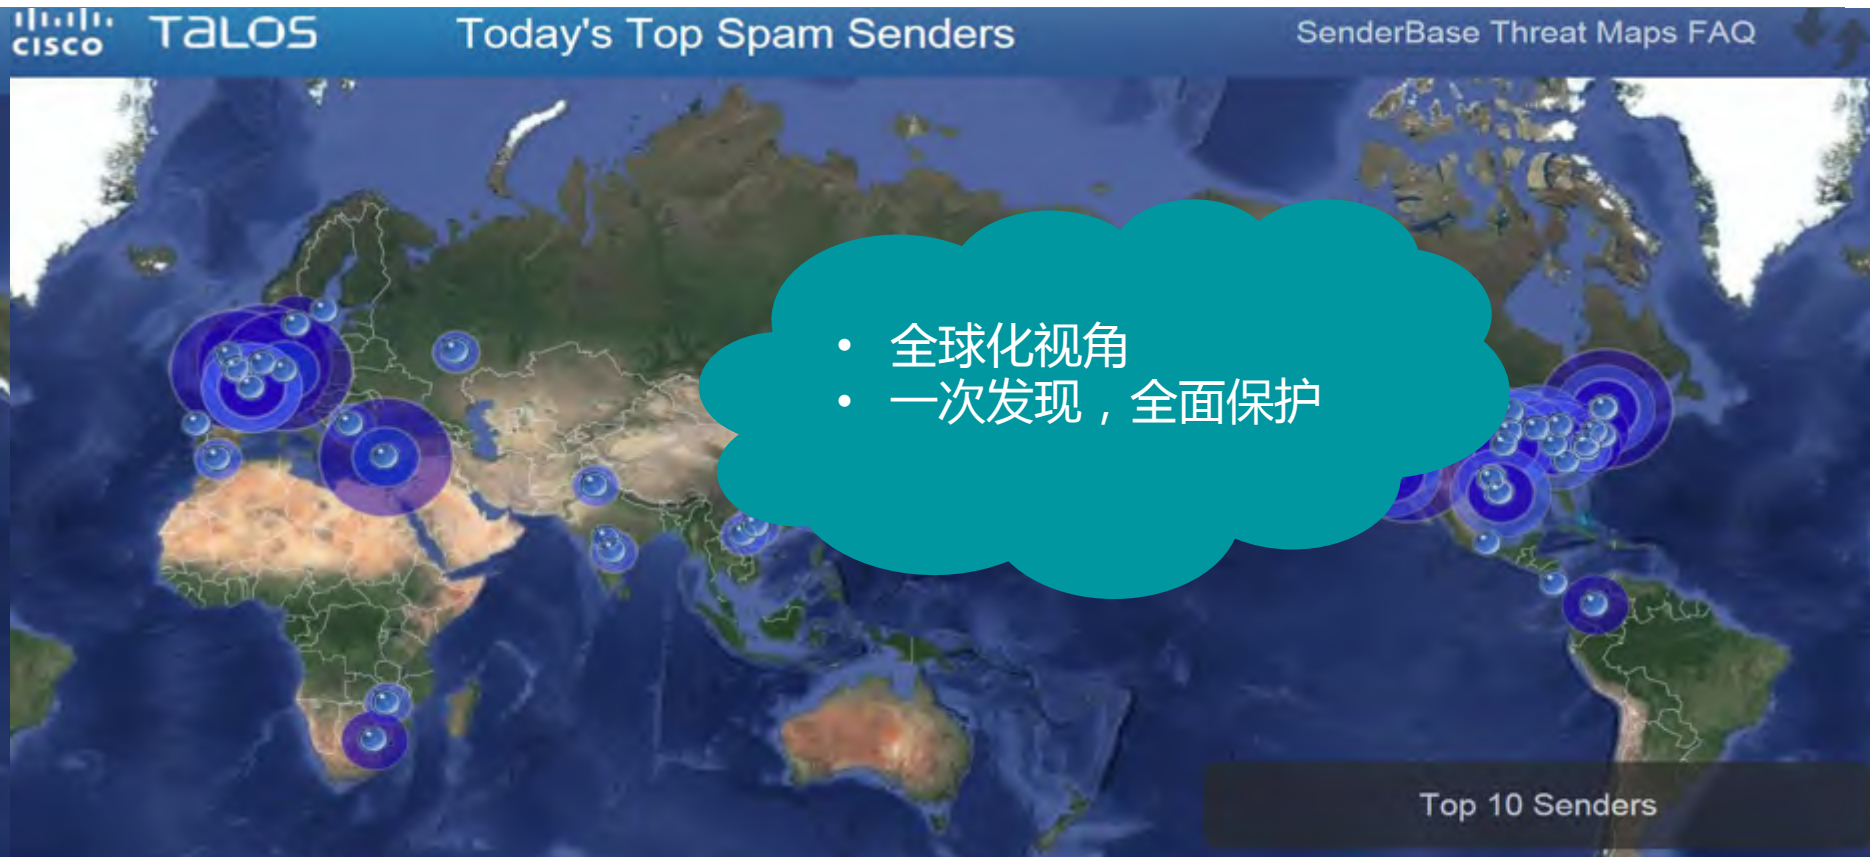 CISCO TALOS Today's Top Spam Senders SenderBase Threat Maps FAQ
• 全球化视角
• 一次发现，全面保护
Top 10 Senders